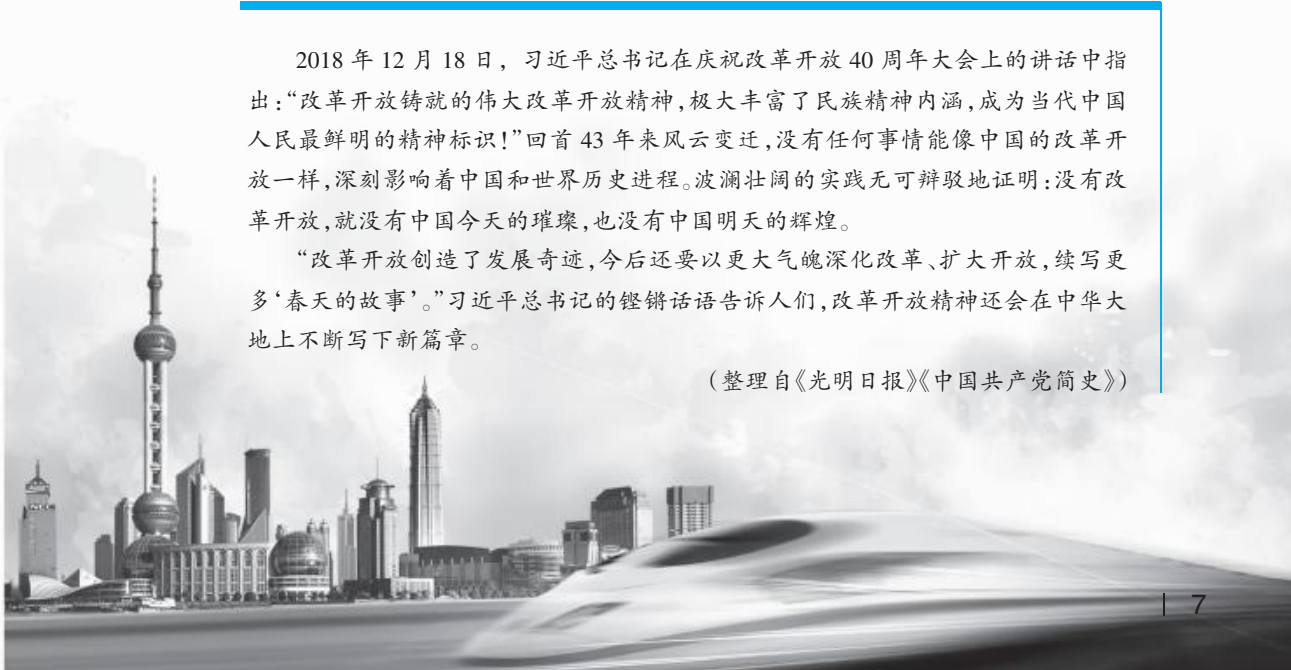 2018 年 12 月 18 日，习近平总书记在庆祝改革开放 40 周年大会上的讲话中指
出：“改革开放铸就的伟大改革开放精神，极大丰富了民族精神内涵，成为当代中国
人民最鲜明的精神标识！”回首 43 年来风云变迁，没有任何事情能像中国的改革开
放一样，深刻影响着中国和世界历史进程。波澜壮阔的实践无可辩驳地证明：没有改
革开放，就没有中国今天的璀璨，也没有中国明天的辉煌。
“改革开放创造了发展奇迹，今后还要以更大气魄深化改革、扩大开放，续写更
多‘春天的故事’。”习近平总书记的铿锵话语告诉人们，改革开放精神还会在中华大
地上不断写下新篇章。
（整理自《光明日报》《中国共产党简史》）
NEC
7